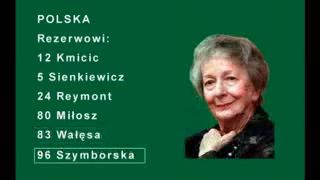 POLSKA
Rezerwowi:
12 Kmicic
5 Sienkiewicz
24 Reymont
80 Miłosz
83 Wałęsa
96 Szymborska